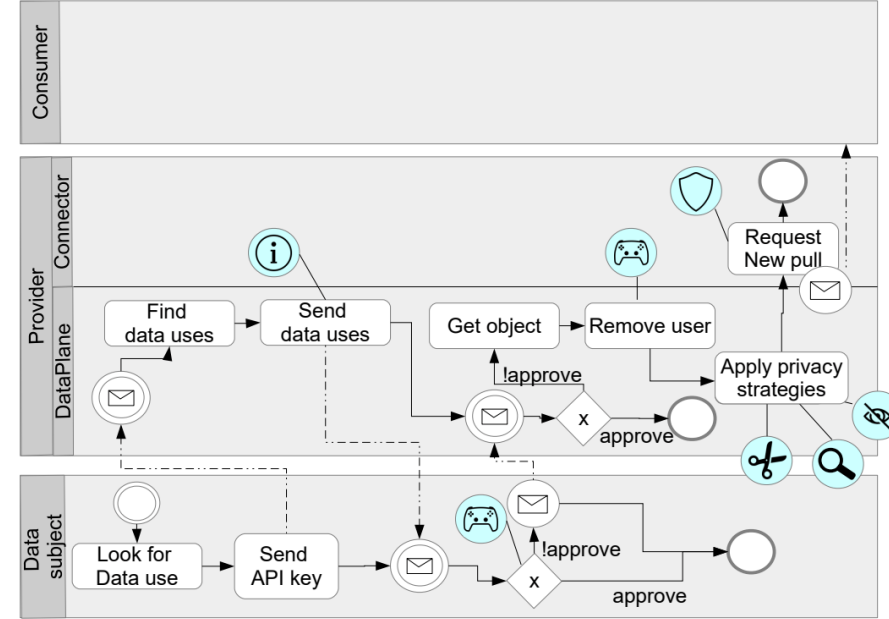 Consumer
Provider
Connector
Request
New pull
DataPlane
Find
data uses
Send
data uses
Get object
Remove user
Apply privacy
strategies
!approve
x
approve
Data
subject
Look for
Data use
Send
API key
!approve
x
approve